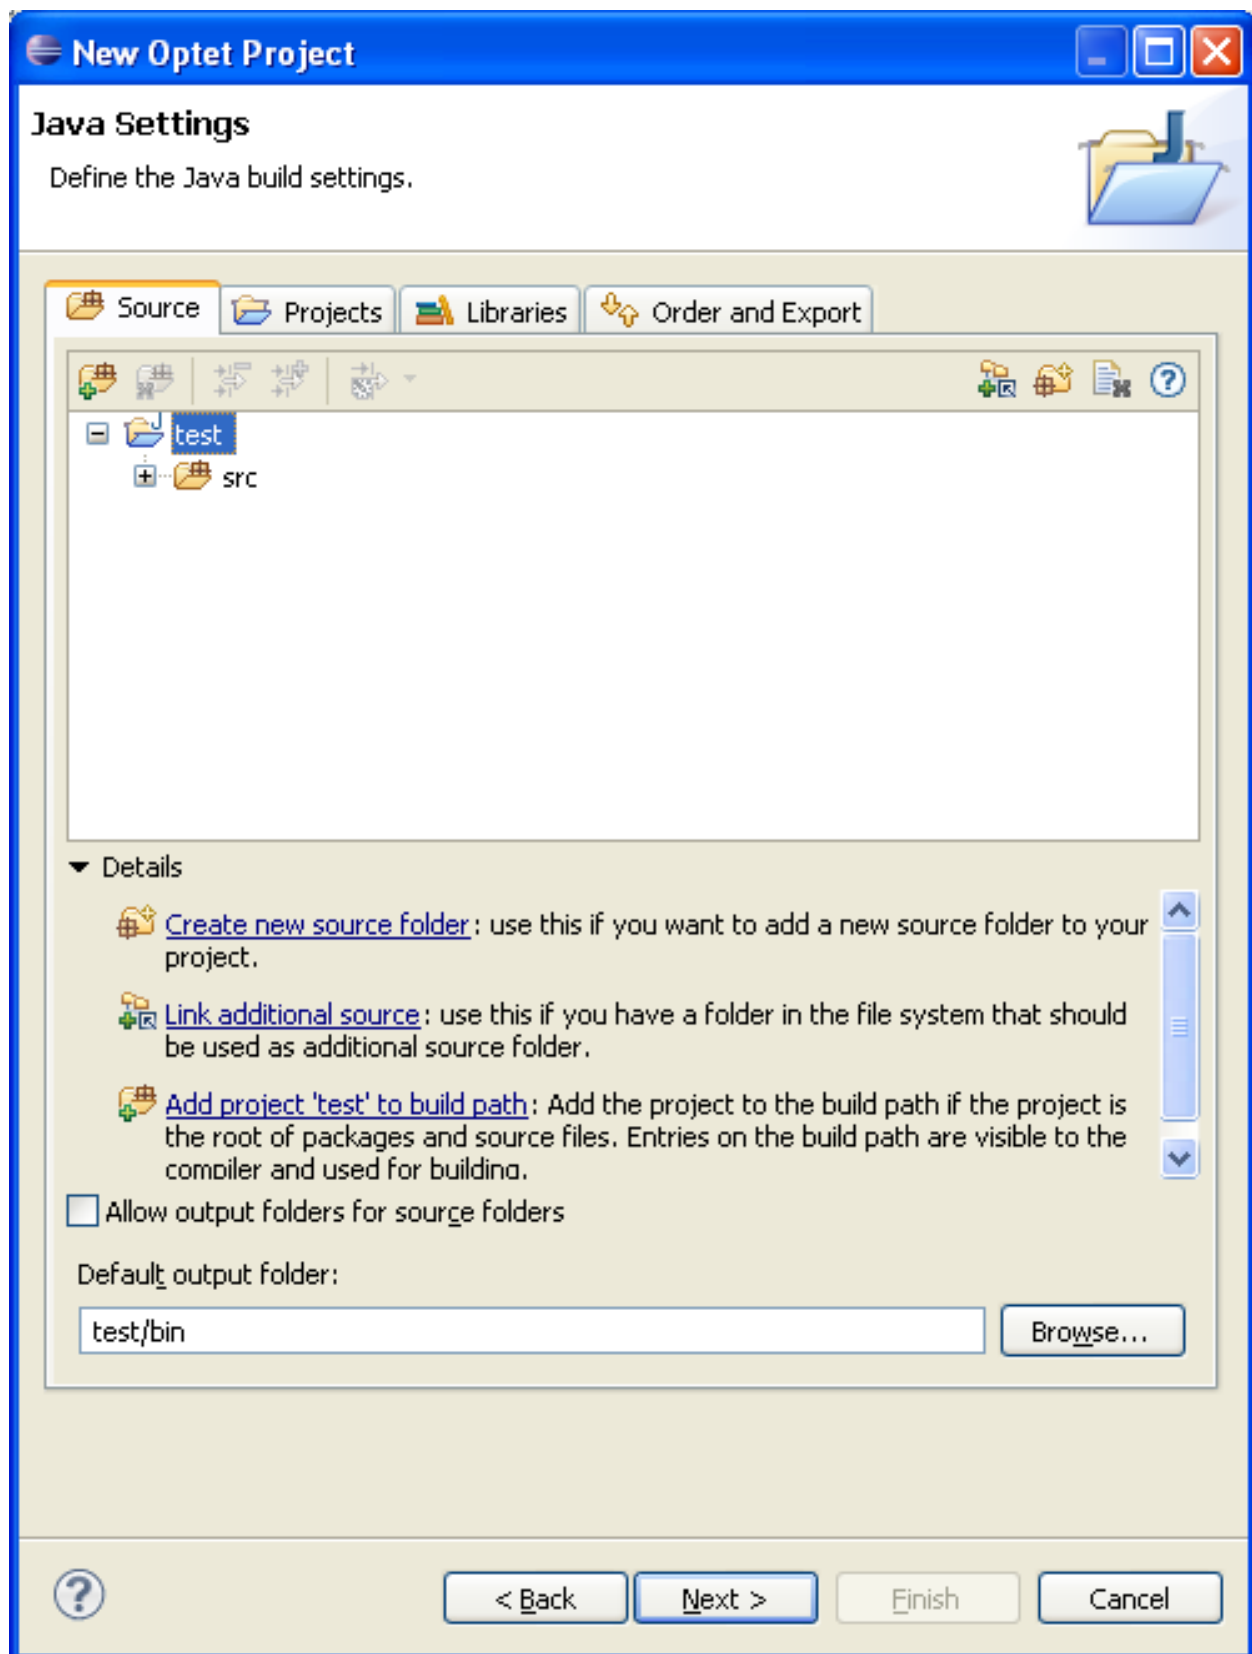 New Optet Project
Java Settings
Define the Java build settings.
Source Projects Libraries Order and Export
test
src
Details
Create new source folder: use this if you want to add a new source folder to your
project.
Link additional source: use this if you have a folder in the file system that should
be used as additional source folder.
Add project 'test' to build path: Add the project to the build path if the project is
the root of packages and source files. Entries on the build path are visible to the
compiler and used for building.
Allow output folders for source folders
Default output folder:
test/bin Browse...
< Back Next > Finish Cancel